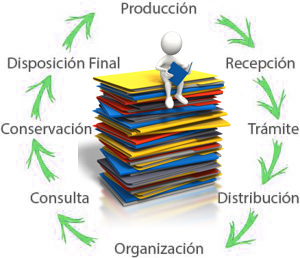 Producción
Recepción
Trámite
Distribución
Organización
Consulta
Conservación
Disposición Final